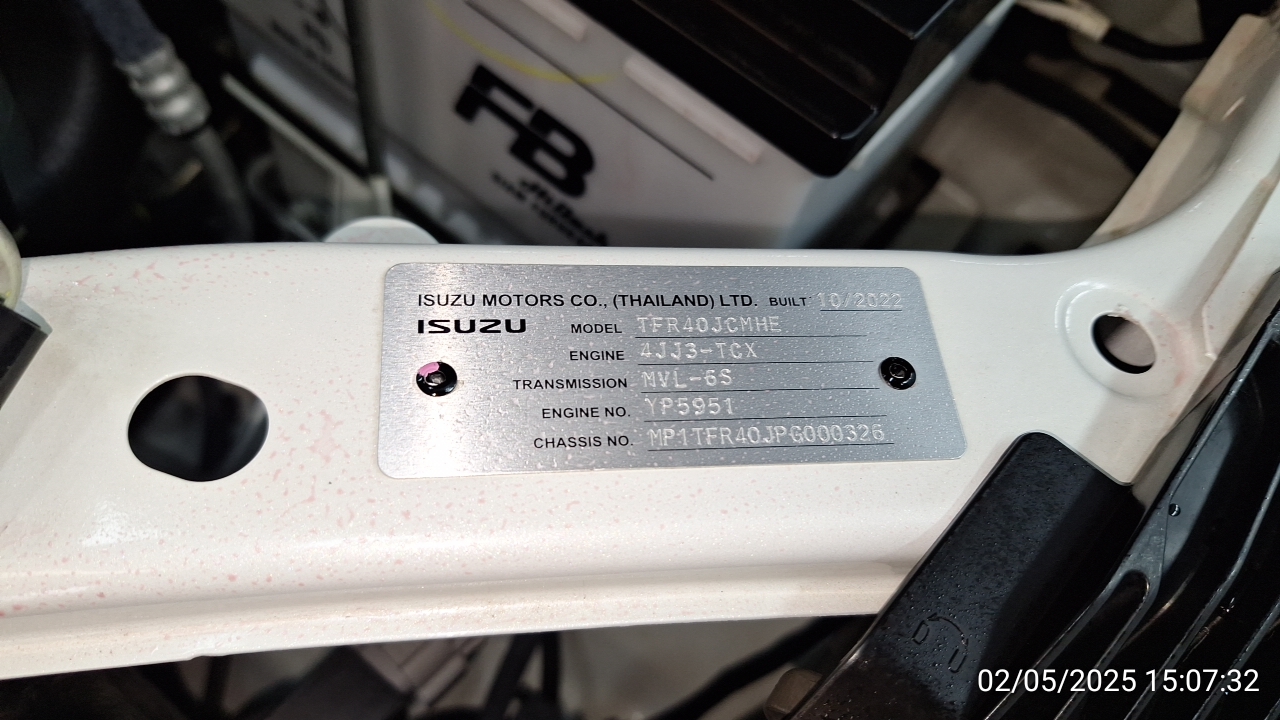 FB
ISUZU MOTORS CO., (THAILAND) LTD. BUILT 10/2022
ISUZU MODEL TFR40JCMHE
ENGINE 4JJ3-TCX
TRANSMISSION MVL-6S
ENGINE NO. YP5951
CHASSIS NO. MP1TFR40JPG000326
02/05/2025 15:07:32